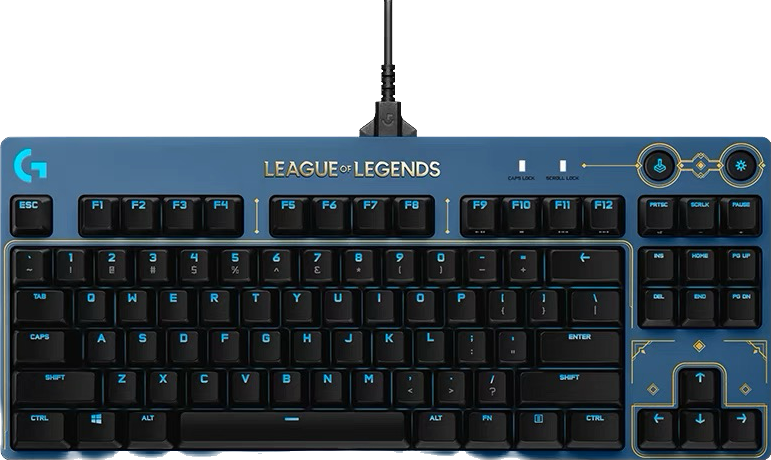 LEAGUE OF LEGENDS
CAPS LOCK SCROLL LOCK
ESC F1 F2 F3 F4 F5 F6 F7 F8 F9 F10 F11 F12 PRTSC SCRLK PAUSE
1 2 3 4 5 6 7 8 9 0 - = ← INS HOME PG UP
TAB Q W E R T Y U I O P [ ] \ DEL END PG DN
{ } |
CAPS A S D F G H J K L ; ' ENTER
SHIFT Z X C V B N M , . / SHIFT ↑
< > ?
CTRL ALT ALT FN CTRL ← ↓ →